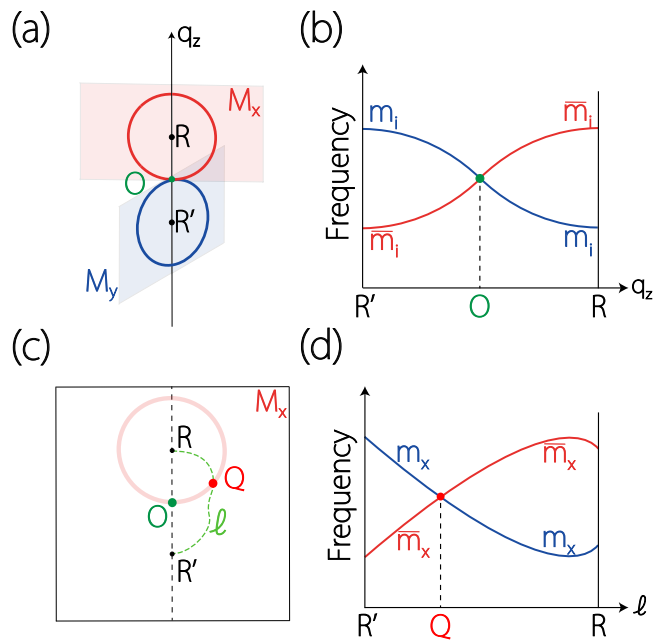 (a)
q_z
M_x
R
O
R'
M_y
(b)
Frequency
m_i
m̅_i
m̅_i
m_i
R'
O
R
q_z
(c)
M_x
R
Q
O
ℓ
R'
(d)
Frequency
m_x
m̅_x
m̅_x
m_x
R'
Q
R
ℓ